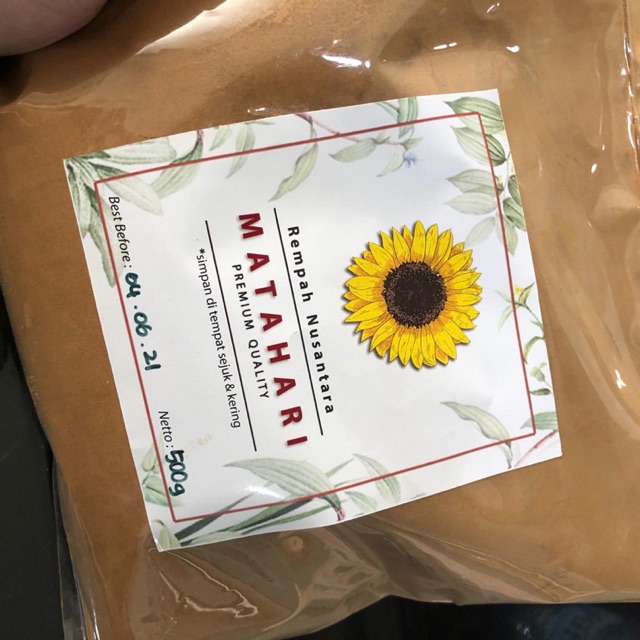 Rempah Nusantara
MATAHARI
PREMIUM QUALITY
*simpan di tempat sejuk & kering
Best Before : 04.06.21
Netto : 500g